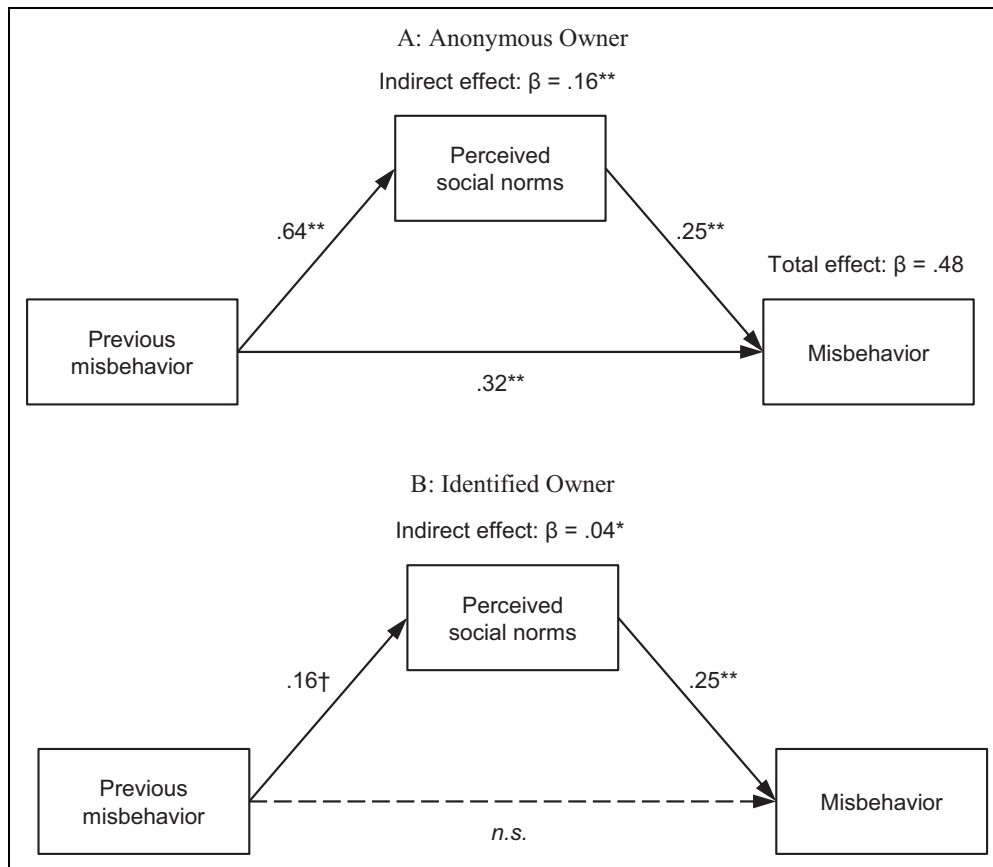 A: Anonymous Owner
Indirect effect: β = .16**
Perceived
social norms
.64**
.25**
Total effect: β = .48
Previous
misbehavior
Misbehavior
.32**
B: Identified Owner
Indirect effect: β = .04*
Perceived
social norms
.16†
.25**
Previous
misbehavior
Misbehavior
n.s.